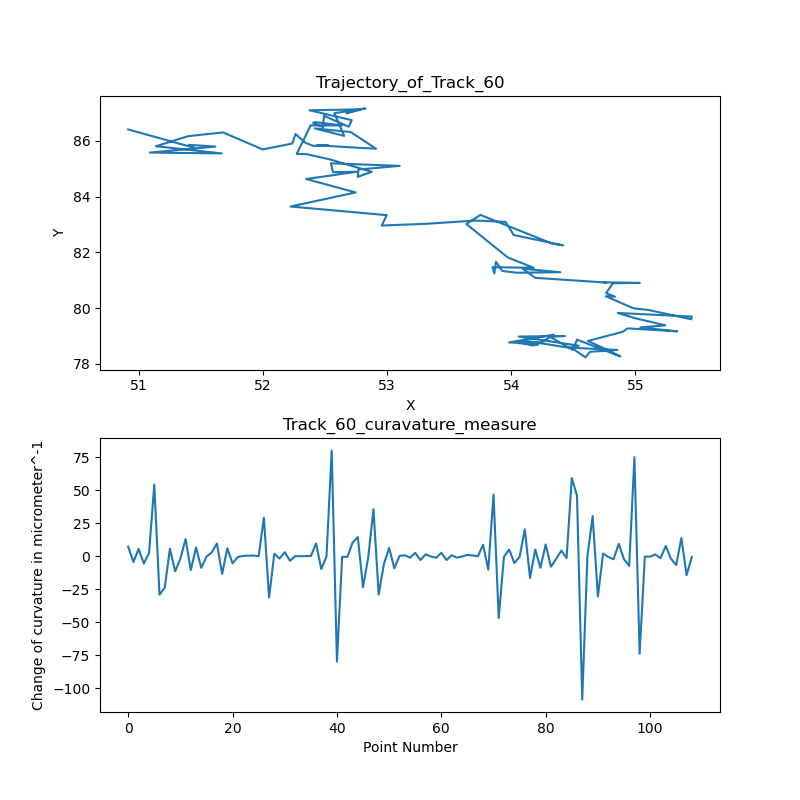 Trajectory_of_Track_60
86
84
82
80
78
Y
51 52 53 54 55
X
Track_60_curavature_measure
75
50
25
0
−25
−50
−75
−100
Change of curvature in micrometer^-1
0 20 40 60 80 100
Point Number